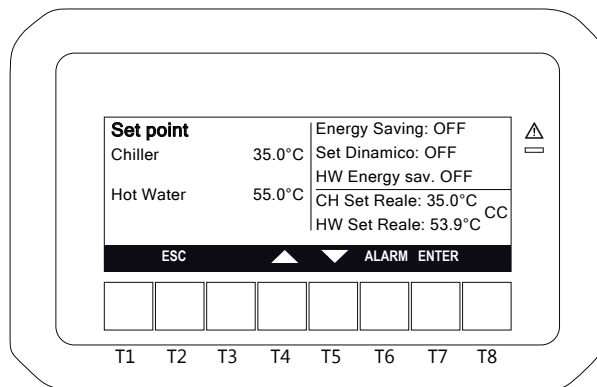 Set point
Chiller 35.0°C
Hot Water 55.0°C
Energy Saving: OFF
Set Dinamico: OFF
HW Energy sav. OFF
CH Set Reale: 35.0°C
HW Set Reale: 53.9°C
CC
ESC ALARM ENTER
T1 T2 T3 T4 T5 T6 T7 T8